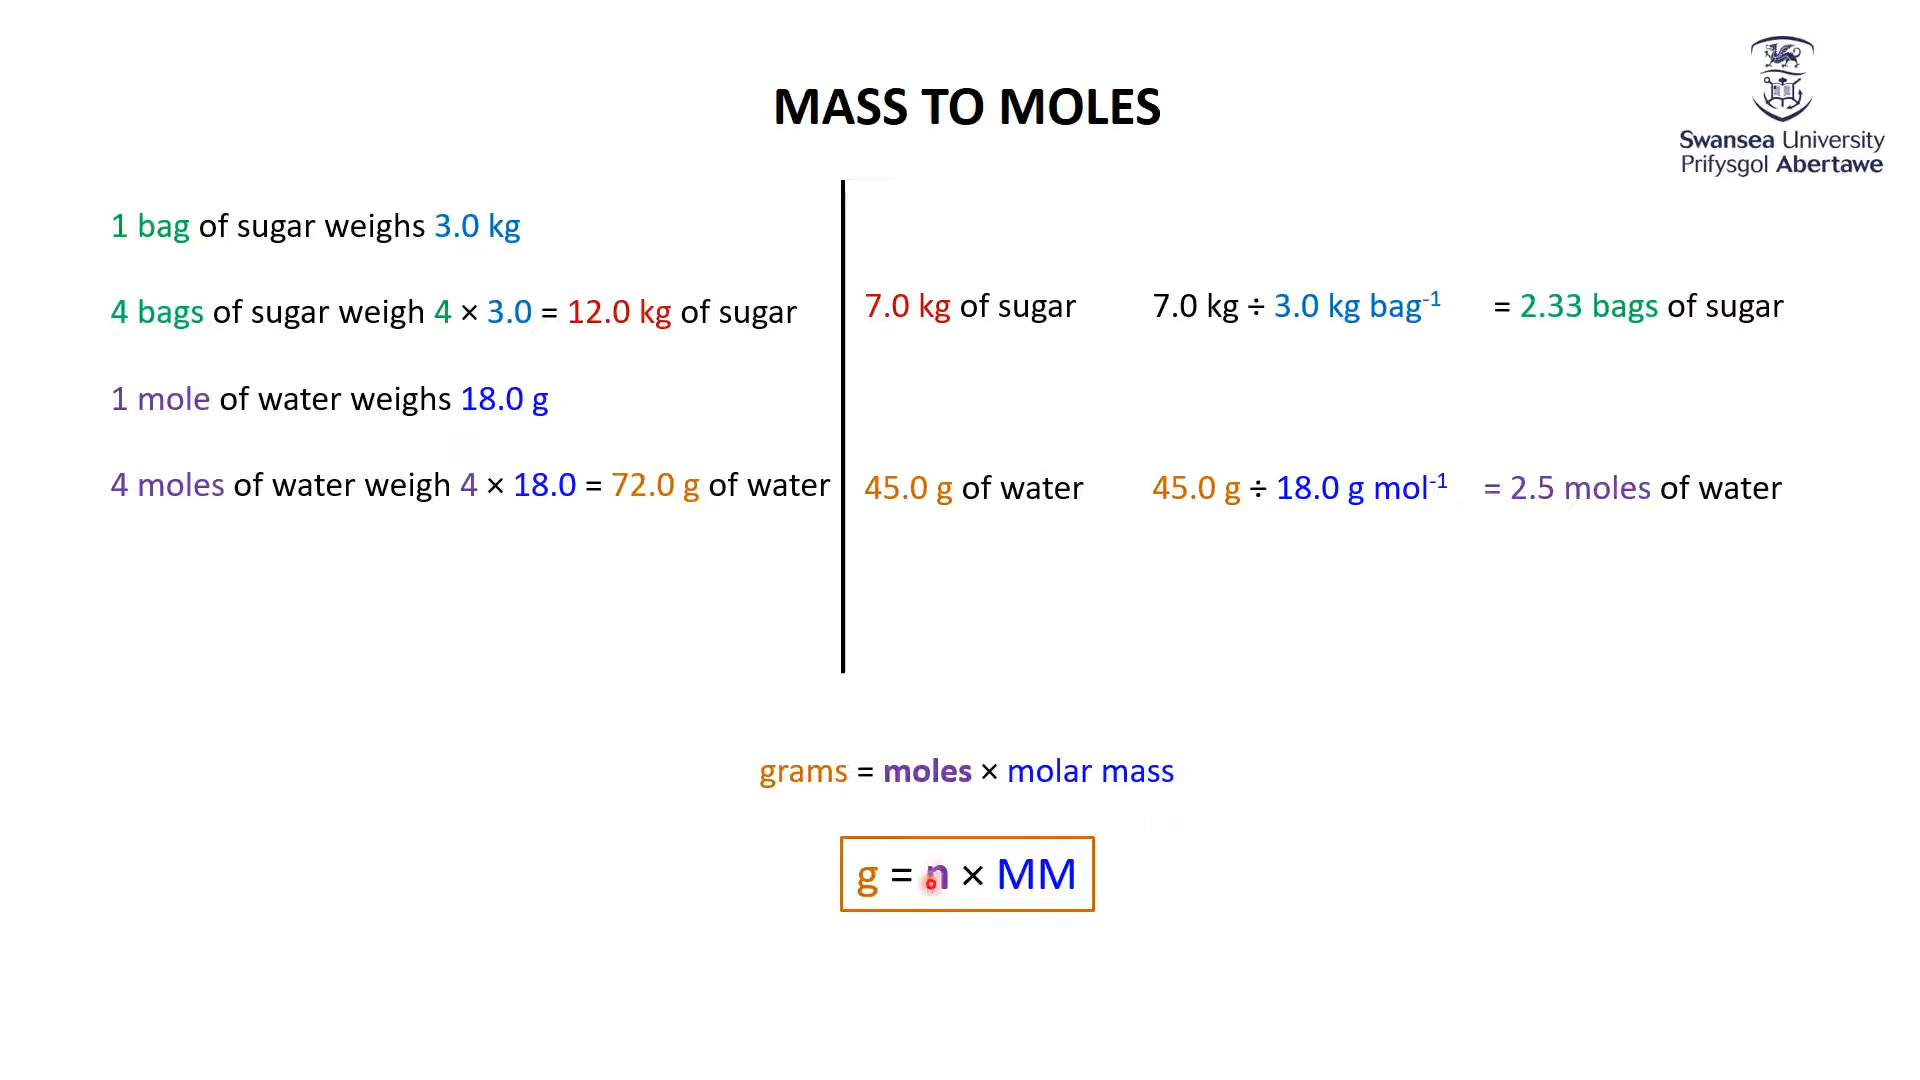 MASS TO MOLES
Swansea University
Prifysgol Abertawe
1 bag of sugar weighs 3.0 kg
4 bags of sugar weigh 4 × 3.0 = 12.0 kg of sugar
1 mole of water weighs 18.0 g
4 moles of water weigh 4 × 18.0 = 72.0 g of water
7.0 kg of sugar 7.0 kg ÷ 3.0 kg bag⁻¹ = 2.33 bags of sugar
45.0 g of water 45.0 g ÷ 18.0 g mol⁻¹ = 2.5 moles of water
grams = moles × molar mass
g = n × MM